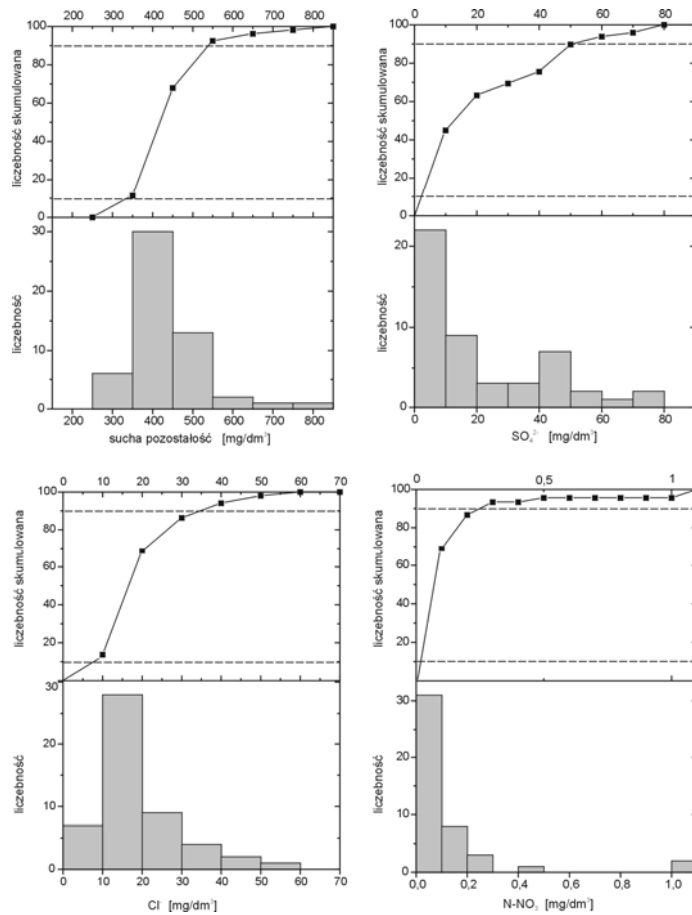 200 300 400 500 600 700 800
liczebność skumulowana
100
80
60
40
20
0
liczebność
30
20
10
0
200 300 400 500 600 700 800
sucha pozostałość [mg/dm³]
0 20 40 60 80
liczebność skumulowana
100
80
60
40
20
0
liczebność
20
10
0
0 20 40 60 80
SO₄²⁻ [mg/dm³]
0 10 20 30 40 50 60 70
liczebność skumulowana
100
80
60
40
20
liczebność
30
20
10
0
0 10 20 30 40 50 60 70
Cl⁻ [mg/dm³]
0 0,5 1
liczebność skumulowana
100
80
60
40
20
liczebność
30
20
10
0
0,0 0,2 0,4 0,6 0,8 1,0
N-NO₃ [mg/dm³]